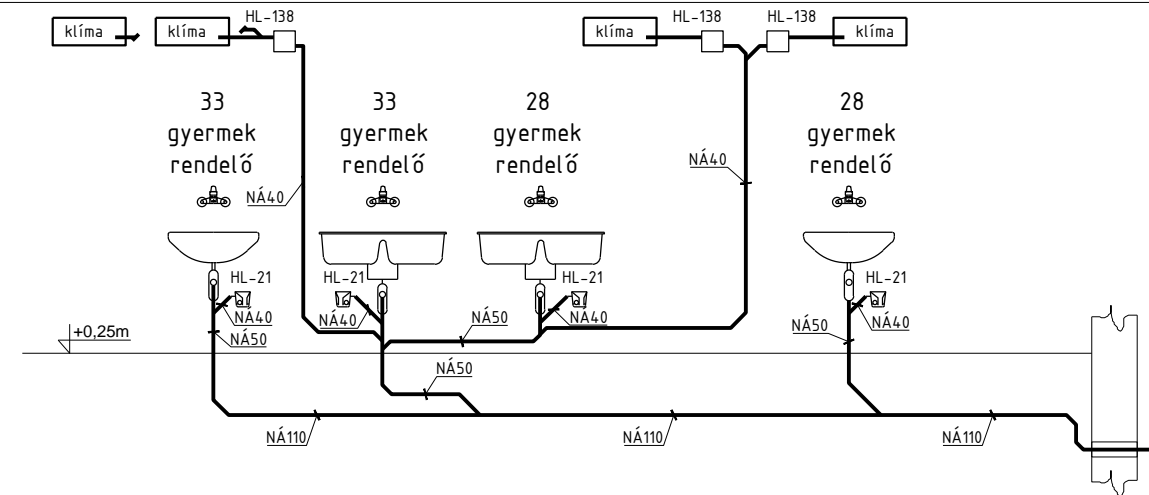 HL-138
HL-138
HL-138
klíma
klíma
klíma
klíma
33
gyermek
rendelő
33
gyermek
rendelő
28
gyermek
rendelő
28
gyermek
rendelő
NÁ40
NÁ40
HL-21
HL-21
HL-21
HL-21
NÁ40
NÁ40
NÁ50
NÁ40
NÁ50
NÁ40
+0,25m
NÁ50
NÁ50
NÁ110
NÁ110
NÁ110